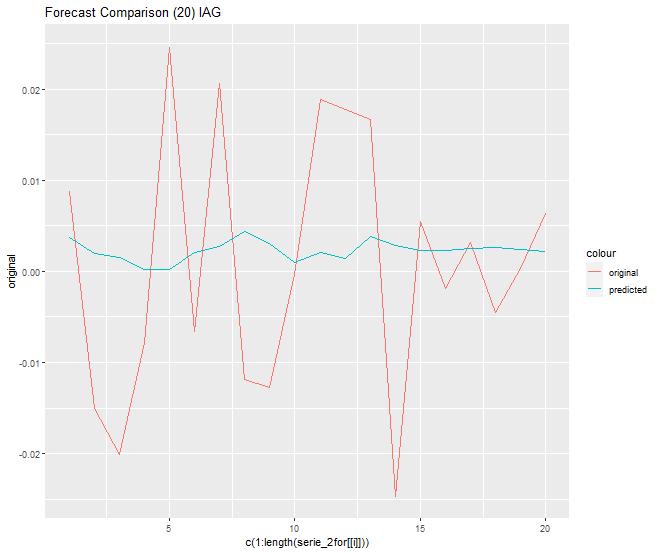 Forecast Comparison (20) IAG
0.02
0.01
0.00
-0.01
-0.02
original
5
10
15
20
c(1:length(serie_2for[[i]]))
colour
original
predicted